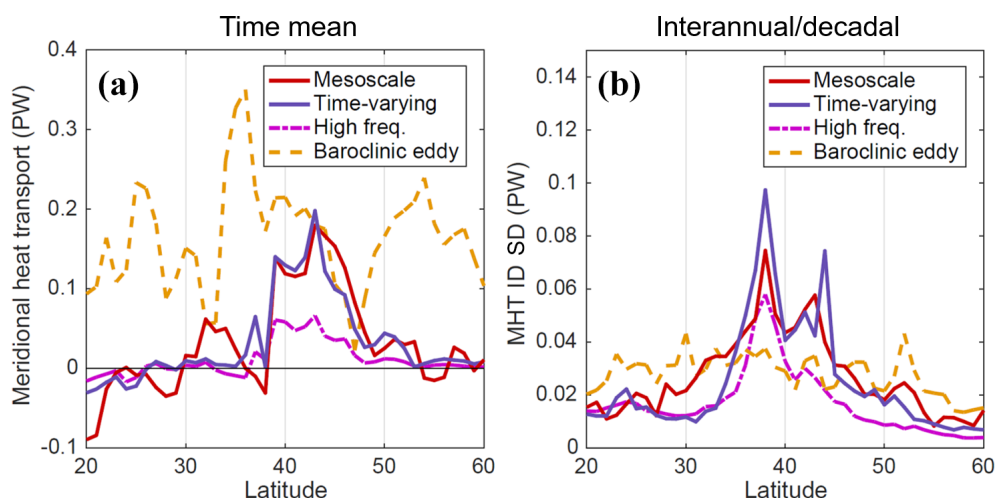 Time mean
Interannual/decadal
(a)
Mesoscale
Time-varying
High freq.
Baroclinic eddy
Meridional heat transport (PW)
0.4
0.3
0.2
0.1
0
-0.1
20
30
40
50
60
Latitude
(b)
Mesoscale
Time-varying
High freq.
Baroclinic eddy
MHT ID SD (PW)
0.14
0.12
0.1
0.08
0.06
0.04
0.02
0
20
30
40
50
60
Latitude